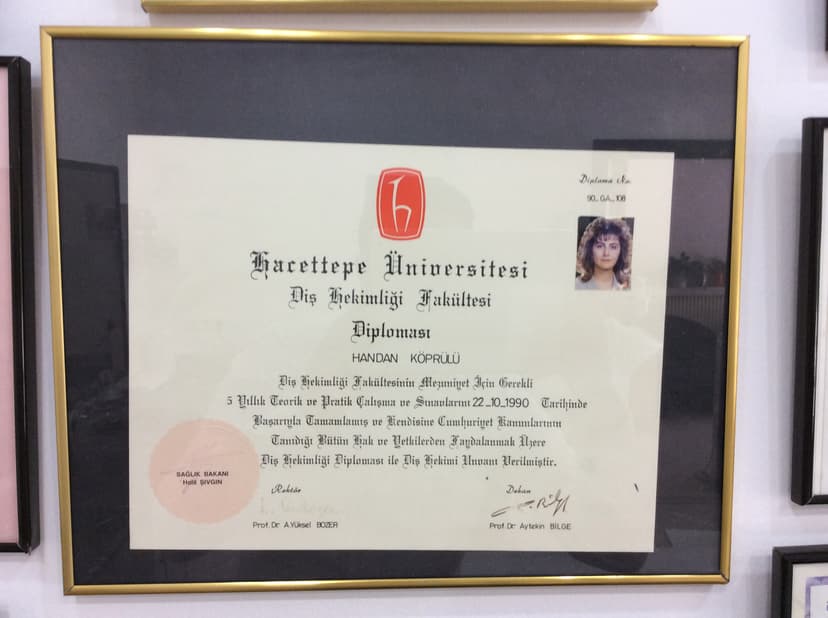 h
Diploma No.
90_GA_108
Hacettepe Üniversitesi
Diş Hekimliği Fakültesi
Diploması
HANDAN KÖPRÜLÜ
Diş Hekimliği Fakültesinin Mezuniyet İçin Gerekli
5 Yıllık Teorik ve Pratik Çalışma ve Sınavlarını 22_10_1990 Tarihinde
Başarıyla Tamamlamış ve Kendisine Cumhuriyet Kanunlarının
Tanıdığı Bütün Hak ve Yetkilerden Faydalanmak Üzere
Diş Hekimliği Diploması ile Diş Hekimi Unvanı Verilmiştir.
SAĞLIK BAKANI
Halil ŞIVGIN
Rektör
Prof. Dr. A.Yüksel BOZER
Dekan
Prof. Dr. Aytekin BİLGE